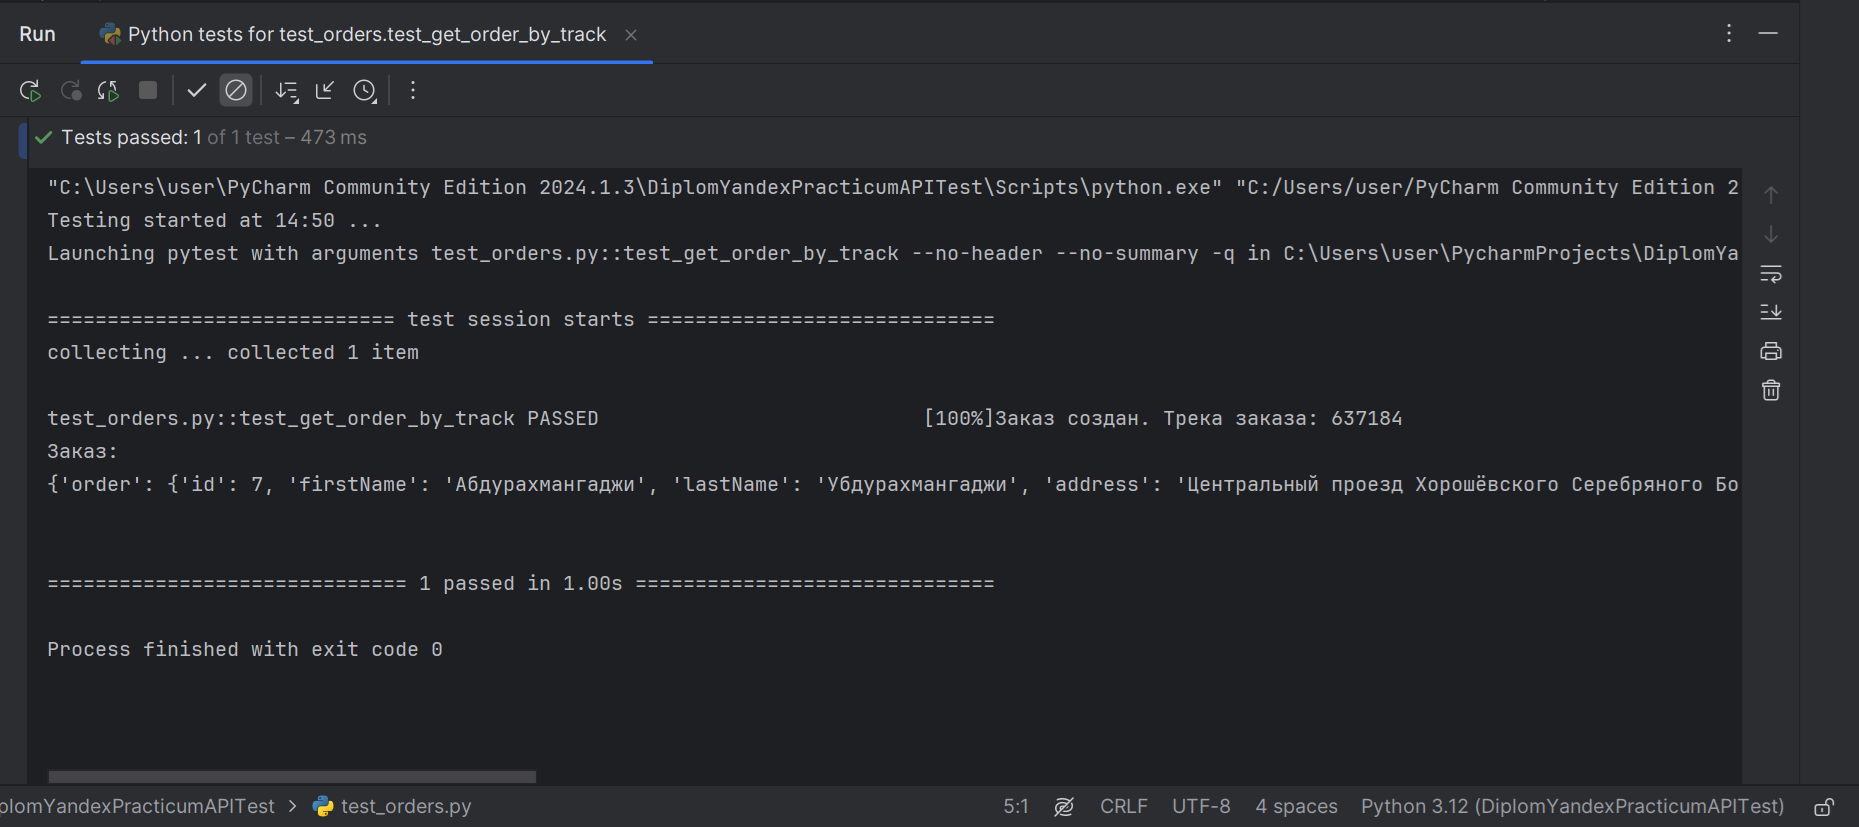 Run Python tests for test_orders.test_get_order_by_track
Tests passed: 1 of 1 test – 473 ms
"C:\Users\user\PyCharm Community Edition 2024.1.3\DiplomYandexPracticumAPITest\Scripts\python.exe" "C:/Users/user/PyCharm Community Edition 2
Testing started at 14:50 ...
Launching pytest with arguments test_orders.py::test_get_order_by_track --no-header --no-summary -q in C:\Users\user\PycharmProjects\DiplomYa
============================= test session starts =============================
collecting ... collected 1 item
test_orders.py::test_get_order_by_track PASSED [100%]Заказ создан. Трека заказа: 637184
Заказ:
{'order': {'id': 7, 'firstName': 'Абдурахмангаджи', 'lastName': 'Убдурахмангаджи', 'address': 'Центральный проезд Хорошёвского Серебряного Бо
============================== 1 passed in 1.00s ==============================
Process finished with exit code 0
plomYandexPracticumAPITest > test_orders.py 5:1 CRLF UTF-8 4 spaces Python 3.12 (DiplomYandexPracticumAPITest)